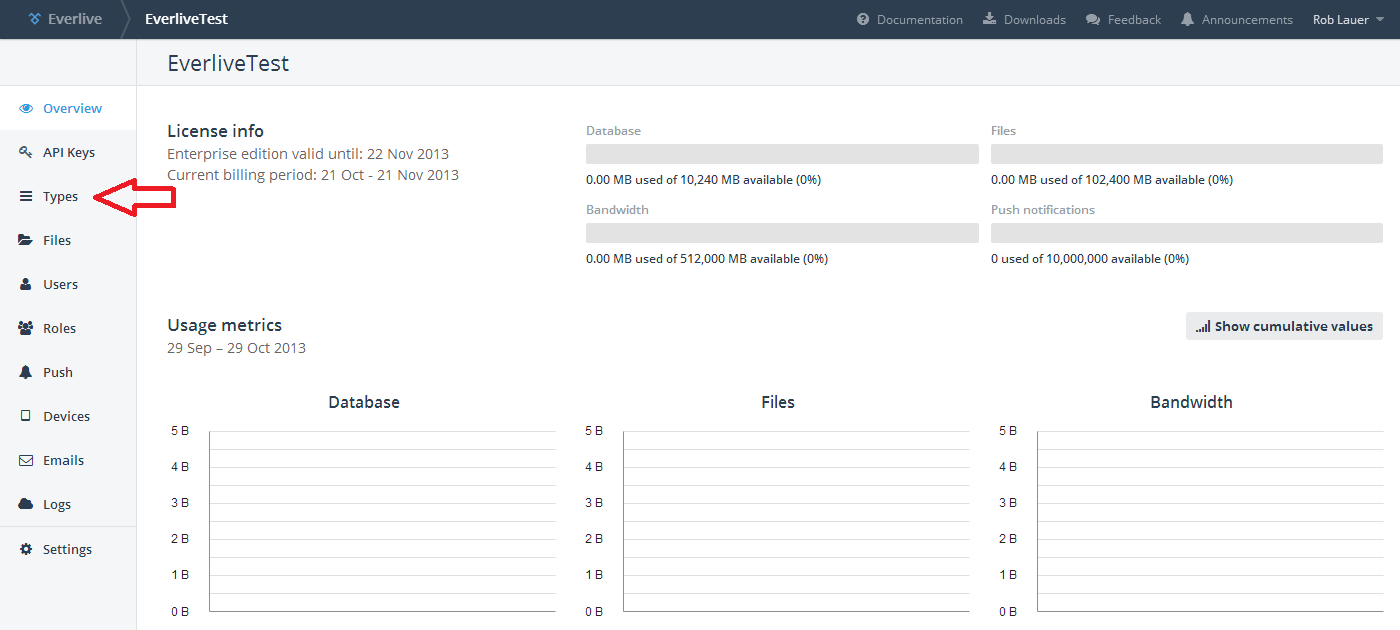 Everlive
EverliveTest
Documentation
Downloads
Feedback
Announcements
Rob Lauer
EverliveTest
Overview
API Keys
Types
Files
Users
Roles
Push
Devices
Emails
Logs
Settings
License info
Enterprise edition valid until: 22 Nov 2013
Current billing period: 21 Oct - 21 Nov 2013
Database
0.00 MB used of 10,240 MB available (0%)
Files
0.00 MB used of 102,400 MB available (0%)
Bandwidth
0.00 MB used of 512,000 MB available (0%)
Push notifications
0 used of 10,000,000 available (0%)
Usage metrics
29 Sep – 29 Oct 2013
Show cumulative values
Database
5 B
4 B
3 B
2 B
1 B
0 B
Files
5 B
4 B
3 B
2 B
1 B
0 B
Bandwidth
5 B
4 B
3 B
2 B
1 B
0 B